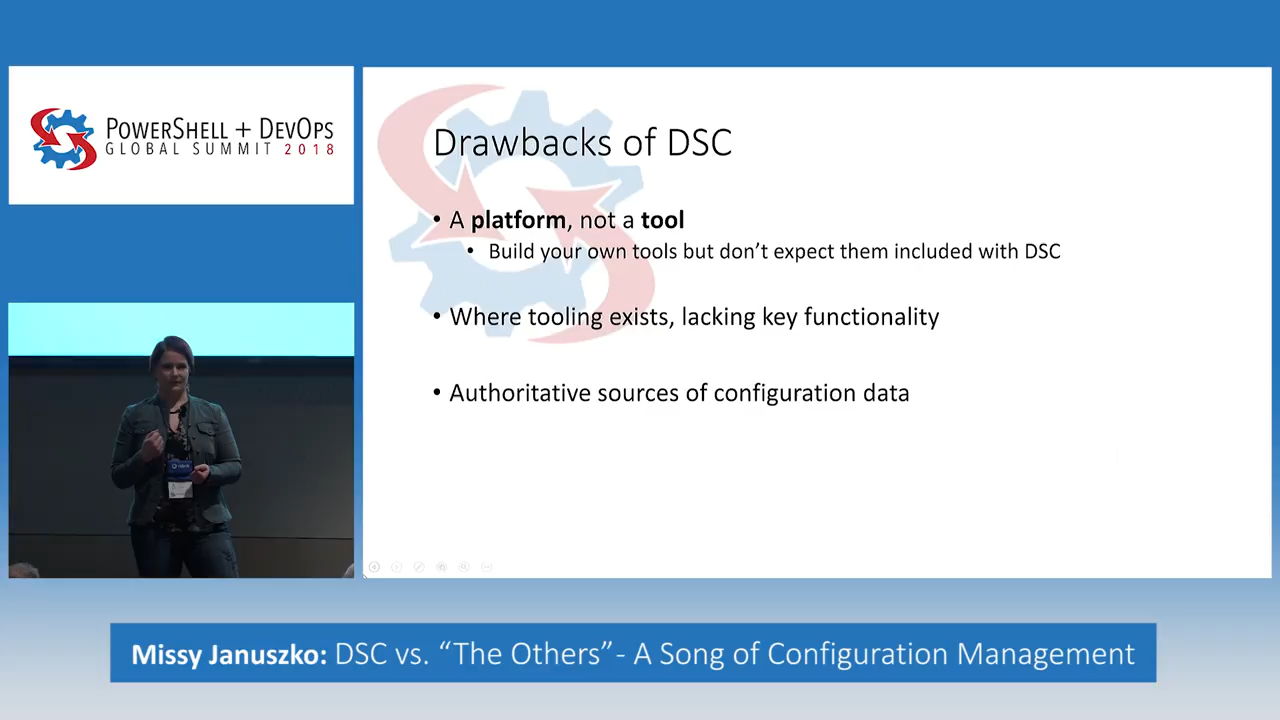 POWERSHELL + DEVOPS
GLOBAL SUMMIT 2018
Drawbacks of DSC
• A platform, not a tool
• Build your own tools but don’t expect them included with DSC
• Where tooling exists, lacking key functionality
• Authoritative sources of configuration data
Missy Januszko: DSC vs. “The Others”- A Song of Configuration Management